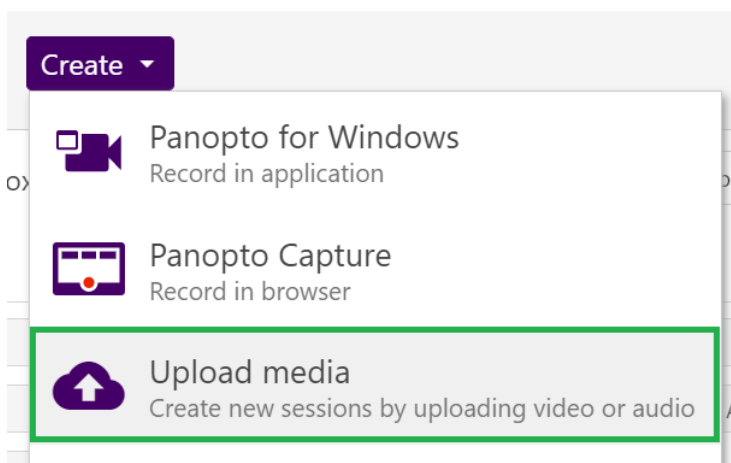 Create
Panopto for Windows
Record in application
Panopto Capture
Record in browser
Upload media
Create new sessions by uploading video or audio